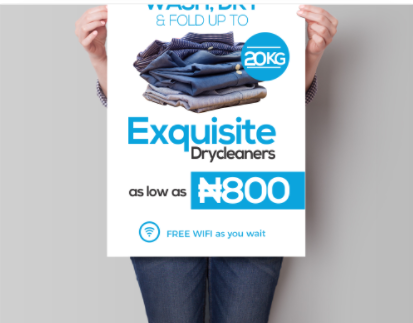 WASH, DRY
& FOLD UP TO
20KG
Exquisite
Drycleaners
as low as ₦800
FREE WIFI as you wait